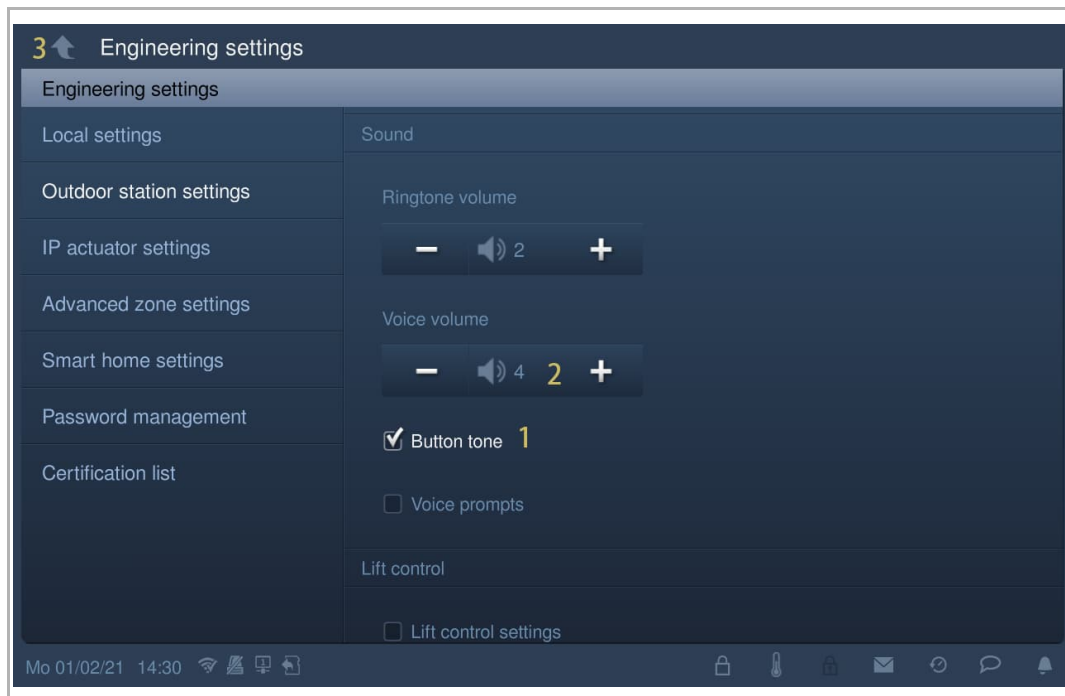 3 Engineering settings
Engineering settings
Local settings
Outdoor station settings
IP actuator settings
Advanced zone settings
Smart home settings
Password management
Certification list
Sound
Ringtone volume
− 2 +
Voice volume
− 4 2 +
Button tone 1
Voice prompts
Lift control
Lift control settings
Mo 01/02/21 14:30